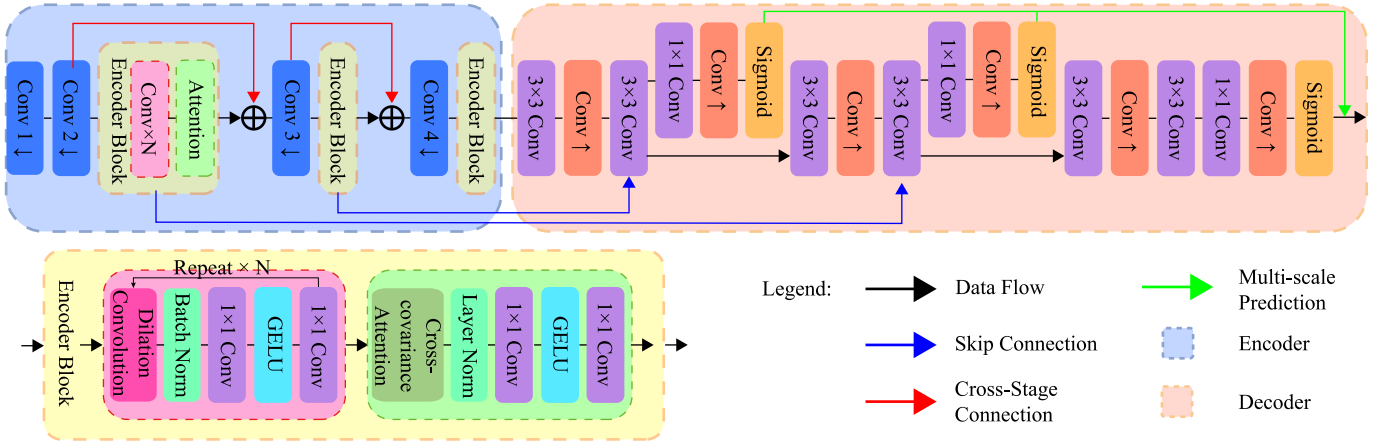 Conv 1 ↓
Conv 2 ↓
Encoder Block
Conv×N
Attention
Conv 3 ↓
Encoder Block
Conv 4 ↓
Encoder Block
3×3 Conv
Conv ↑
3×3 Conv
1×1 Conv
Conv ↑
Sigmoid
3×3 Conv
Conv ↑
3×3 Conv
1×1 Conv
Conv ↑
Sigmoid
3×3 Conv
Conv ↑
3×3 Conv
1×1 Conv
Conv ↑
Sigmoid
Encoder Block
Repeat × N
Dilation
Convolution
Batch Norm
1×1 Conv
GELU
1×1 Conv
Cross-
covariance
Attention
Layer Norm
1×1 Conv
GELU
1×1 Conv
Legend:
Data Flow
Skip Connection
Cross-Stage
Connection
Multi-scale
Prediction
Encoder
Decoder